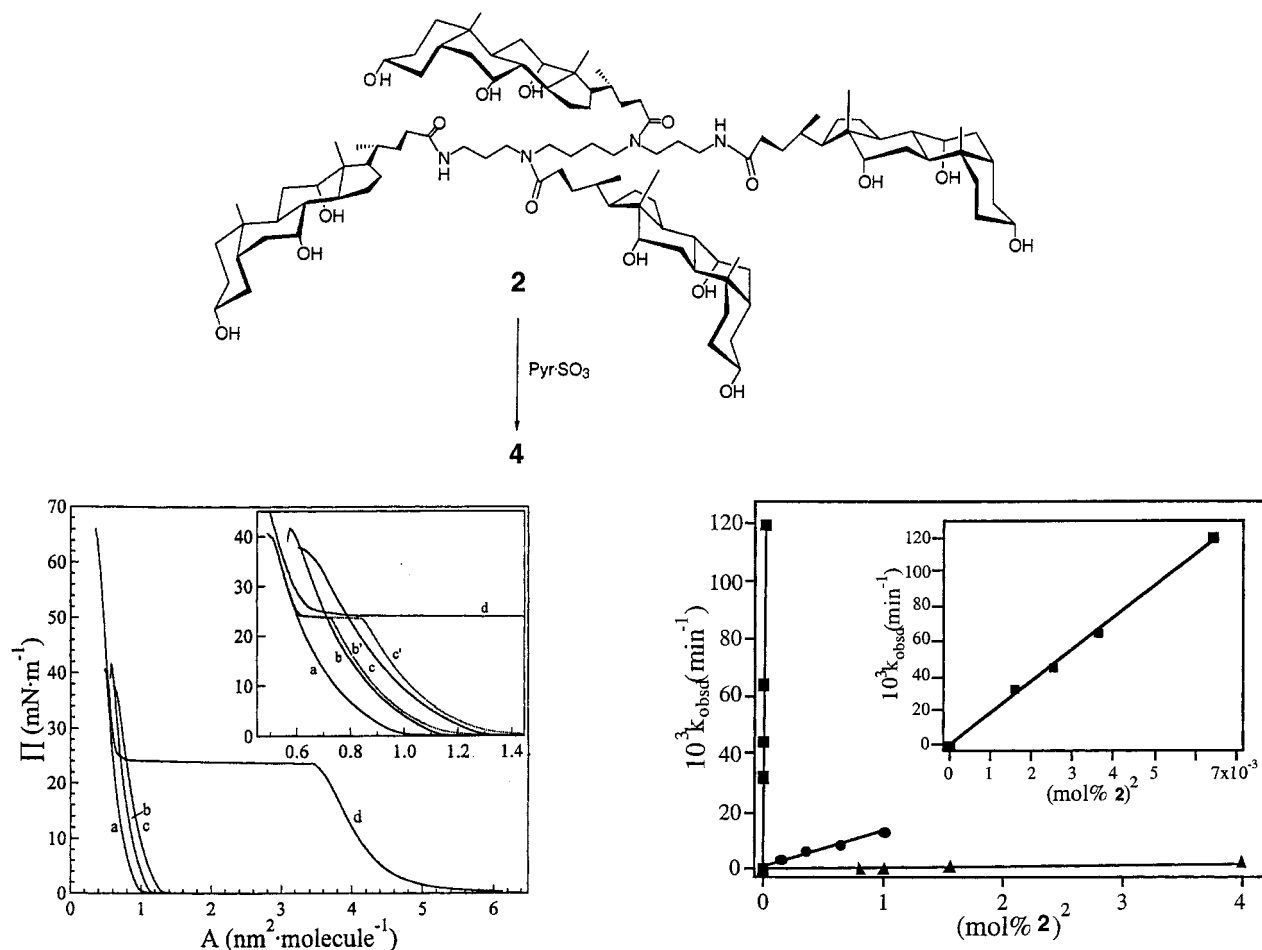 OH
OH
OH
O
N
H
N
O
N
H
N
O
O
OH
OH
OH
OH
OH
OH
OH
OH
OH
2
Pyr·SO₃
4
70
60
50
40
30
20
10
0
Π (mN·m⁻¹)
0 1 2 3 4 5 6
A (nm²·molecule⁻¹)
a
b
c
d
40
30
20
10
0
0.6 0.8 1.0 1.2 1.4
a
b
b'
c
c'
d
120
100
80
60
40
20
0
10³k_obsd(min⁻¹)
0 1 2 3 4
(mol% 2)²
120
100
80
60
40
20
0
10³k_obsd(min⁻¹)
0 1 2 3 4 5 7x10⁻³
(mol% 2)²